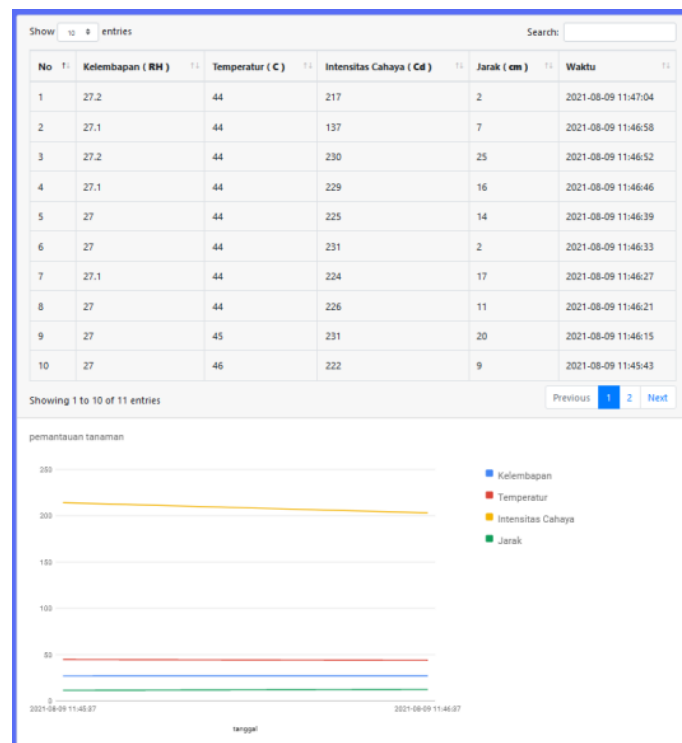 Show 10 entries Search:
No Kelembapan ( RH ) Temperatur ( C ) Intensitas Cahaya ( Cd ) Jarak ( cm ) Waktu
1 27.2 44 217 2 2021-08-09 11:47:04
2 27.1 44 137 7 2021-08-09 11:46:58
3 27.2 44 230 25 2021-08-09 11:46:52
4 27.1 44 229 16 2021-08-09 11:46:46
5 27 44 225 14 2021-08-09 11:46:39
6 27 44 231 2 2021-08-09 11:46:33
7 27.1 44 224 17 2021-08-09 11:46:27
8 27 44 226 11 2021-08-09 11:46:21
9 27 45 231 20 2021-08-09 11:46:15
10 27 46 222 9 2021-08-09 11:45:43
Showing 1 to 10 of 11 entries Previous 1 2 Next
pemantauan tanaman
250
200
150
100
50
0
Kelembapan
Temperatur
Intensitas Cahaya
Jarak
2021-08-09 11:45:37 2021-08-09 11:46:37
tanggal